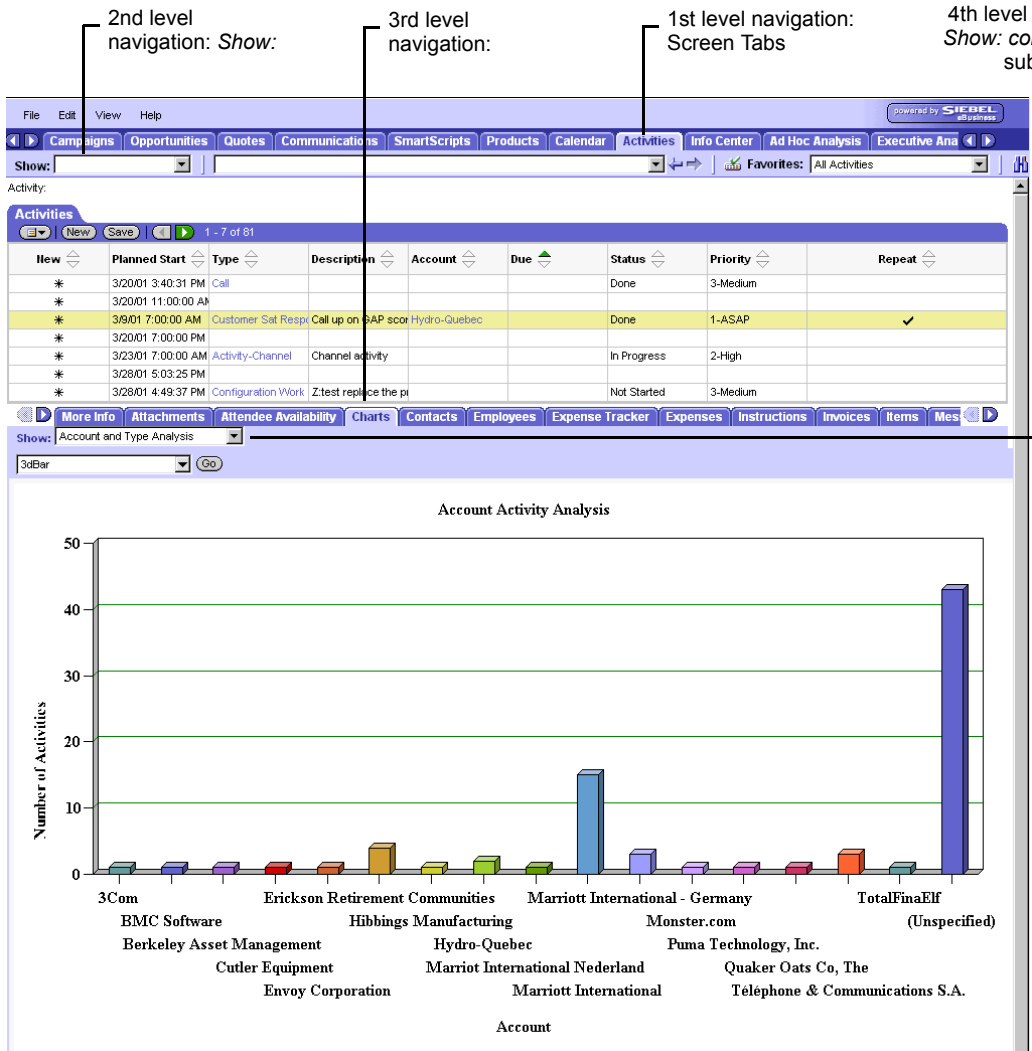 2nd level
navigation: Show:
3rd level
navigation:
1st level navigation:
Screen Tabs
4th level
Show:
File Edit View Help
powered by SIEBEL
eBusiness
Campaigns Opportunities Quotes Communications SmartScripts Products Calendar Activities Info Center Ad Hoc Analysis Executive Ana
Show: Favorites: All Activities
Activity:
Activities
New Save 1 - 7 of 81
New Planned Start Type Description Account Due Status Priority Repeat
3/20/01 3:40:31 PM Call Done 3-Medium
3/20/01 11:00:00 AM
3/9/01 7:00:00 AM Customer Sat Respo Call up on GAP scor Hydro-Quebec Done 1-ASAP
3/20/01 7:00:00 PM
3/23/01 7:00:00 AM Activity-Channel Channel activity In Progress 2-High
3/28/01 5:03:25 PM
3/28/01 4:49:37 PM Configuration Work Z:test replace the pr Not Started 3-Medium
More Info Attachments Attendee Availability Charts Contacts Employees Expense Tracker Expenses Instructions Invoices Items Mes
Show: Account and Type Analysis
3dBar Go
Account Activity Analysis
50
40
30
20
10
0
Number of Activities
3Com Erickson Retirement Communities Marriott International - Germany TotalFinaElf
BMC Software Hibbings Manufacturing Monster.com (Unspecified)
Berkeley Asset Management Hydro-Quebec Puma Technology, Inc.
Cutler Equipment Marriot International Nederland Quaker Oats Co, The
Envoy Corporation Marriott International Téléphone & Communications S.A.
Account